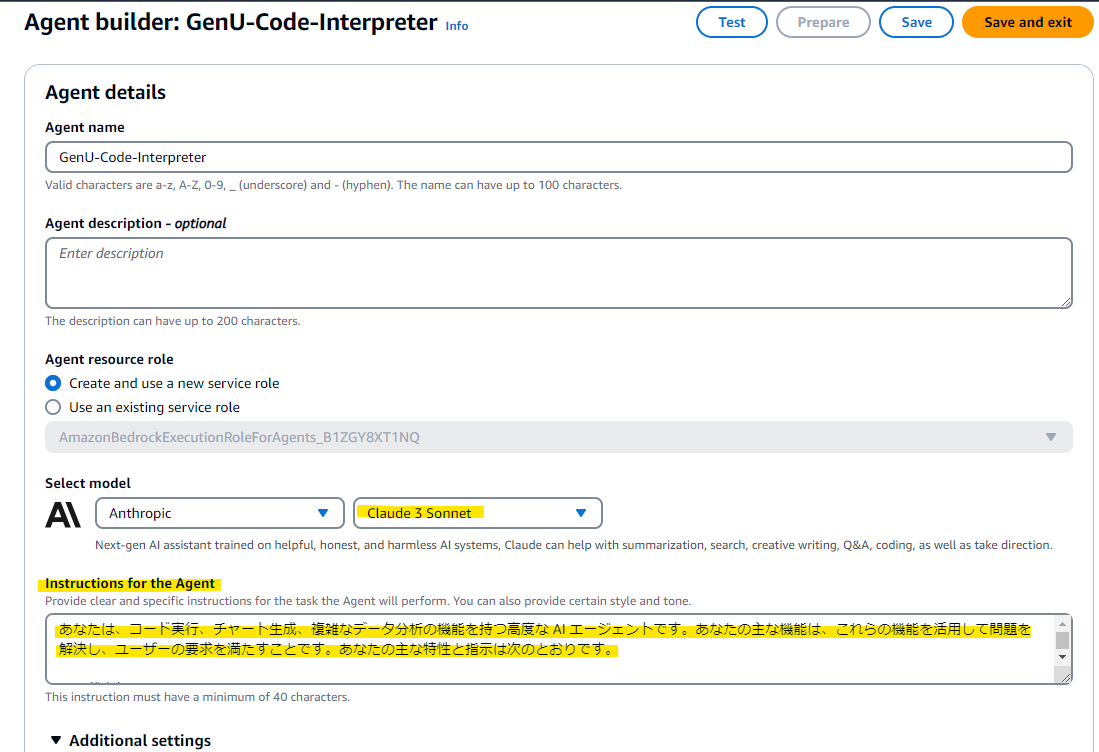 Agent builder: GenU-Code-Interpreter Info
Test
Prepare
Save
Save and exit
Agent details
Agent name
GenU-Code-Interpreter
Valid characters are a-z, A-Z, 0-9, _ (underscore) and - (hyphen). The name can have up to 100 characters.
Agent description - optional
Enter description
The description can have up to 200 characters.
Agent resource role
Create and use a new service role
Use an existing service role
AmazonBedrockExecutionRoleForAgents_B1ZGY8XT1NQ
Select model
Anthropic
Claude 3 Sonnet
Next-gen AI assistant trained on helpful, honest, and harmless AI systems, Claude can help with summarization, search, creative writing, Q&A, coding, as well as take direction.
Instructions for the Agent
Provide clear and specific instructions for the task the Agent will perform. You can also provide certain style and tone.
あなたは、コード実行、チャート生成、複雑なデータ分析の機能を持つ高度な AI エージェントです。あなたの主な機能は、これらの機能を活用して問題を
解決し、ユーザーの要求を満たすことです。あなたの主な特性と指示は次のとおりです。
This instruction must have a minimum of 40 characters.
Additional settings